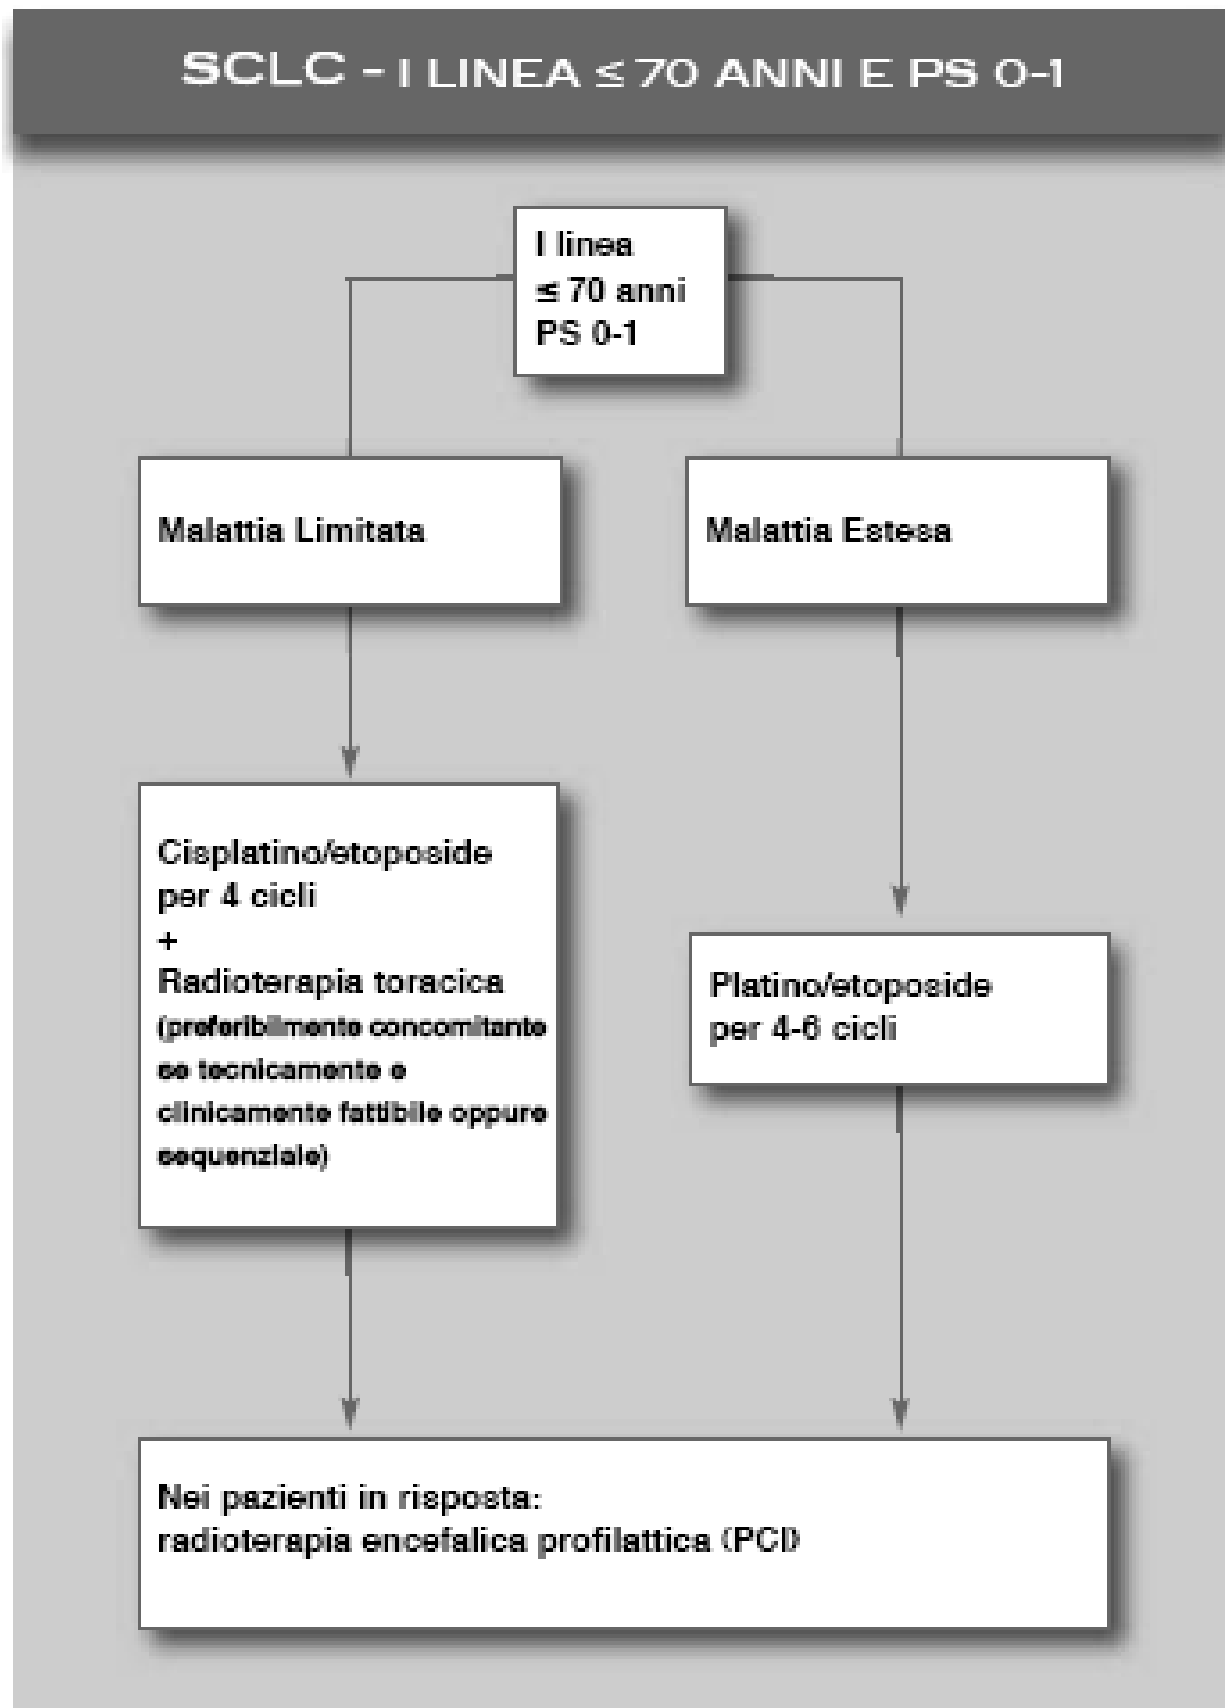 SCLC - I LINEA ≤ 70 ANNI E PS 0-1
I linea
≤ 70 anni
PS 0-1
Malattia Limitata
Malattia Estesa
Cisplatino/etoposide
per 4 cicli
+
Radioterapia toracica
(preferibilmente concomitante
se tecnicamente e
clinicamente fattibile oppure
sequenziale)
Platino/etoposide
per 4-6 cicli
Nei pazienti in risposta:
radioterapia encefalica profilattica (PCI)